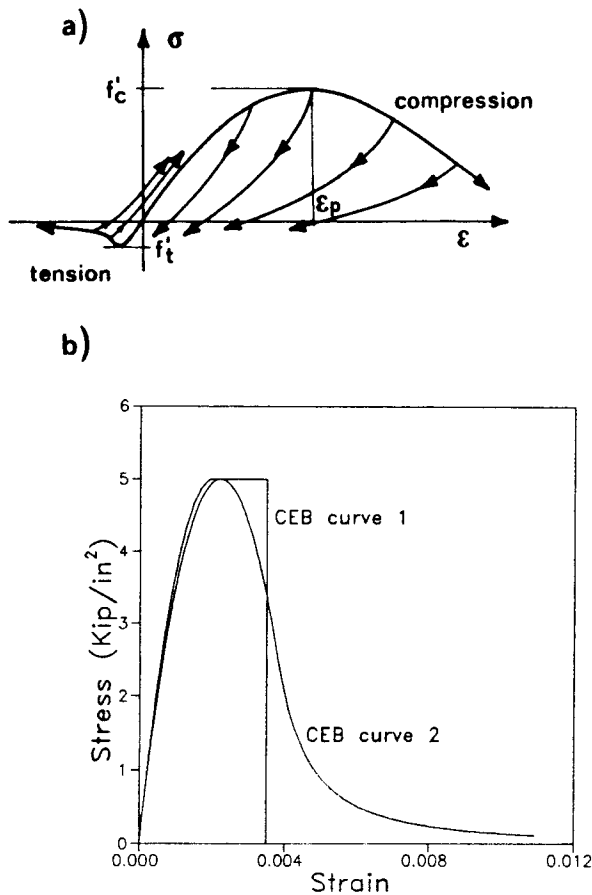 a)
σ
f'c
compression
εp
ε
f't
tension
b)
Stress (Kip/in²)
6
5
4
3
2
1
0
CEB curve 1
CEB curve 2
0.000
0.004
0.008
0.012
Strain